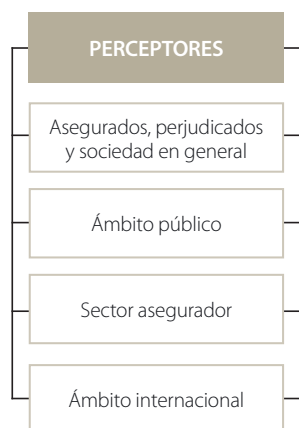 PERCEPTORES
Asegurados, perjudicados
y sociedad en general
Ámbito público
Sector asegurador
Ámbito internacional